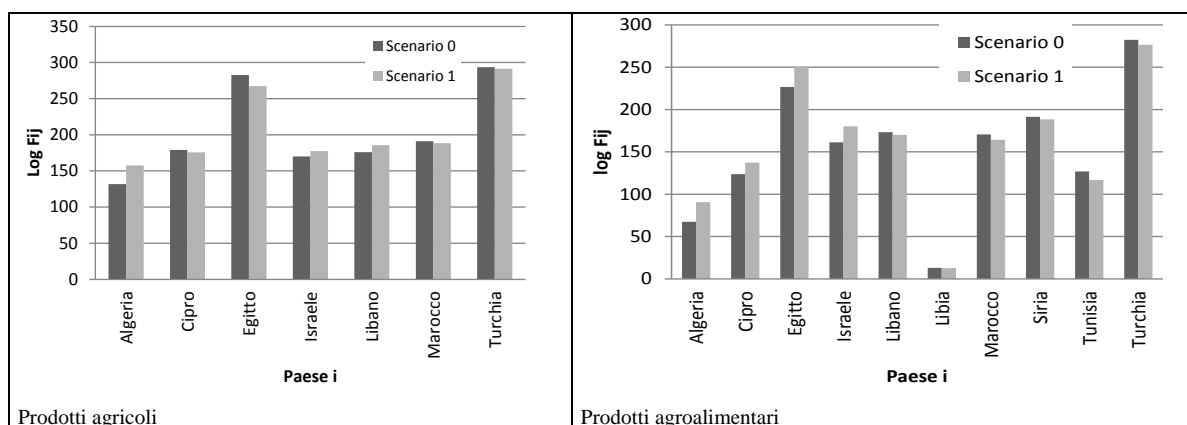 350
300
250
200
150
100
50
0
Log Fij
Scenario 0
Scenario 1
Algeria
Cipro
Egitto
Israele
Libano
Marocco
Turchia
Paese i
Prodotti agricoli
300
250
200
150
100
50
0
log Fij
Scenario 0
Scenario 1
Algeria
Cipro
Egitto
Israele
Libano
Libia
Marocco
Siria
Tunisia
Turchia
Paese i
Prodotti agroalimentari